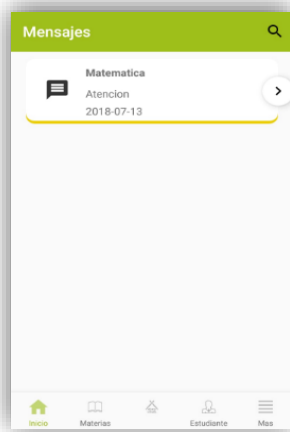 Mensajes
Matematica
Atencion
2018-07-13
Inicio
Materias
Estudiante
Mas